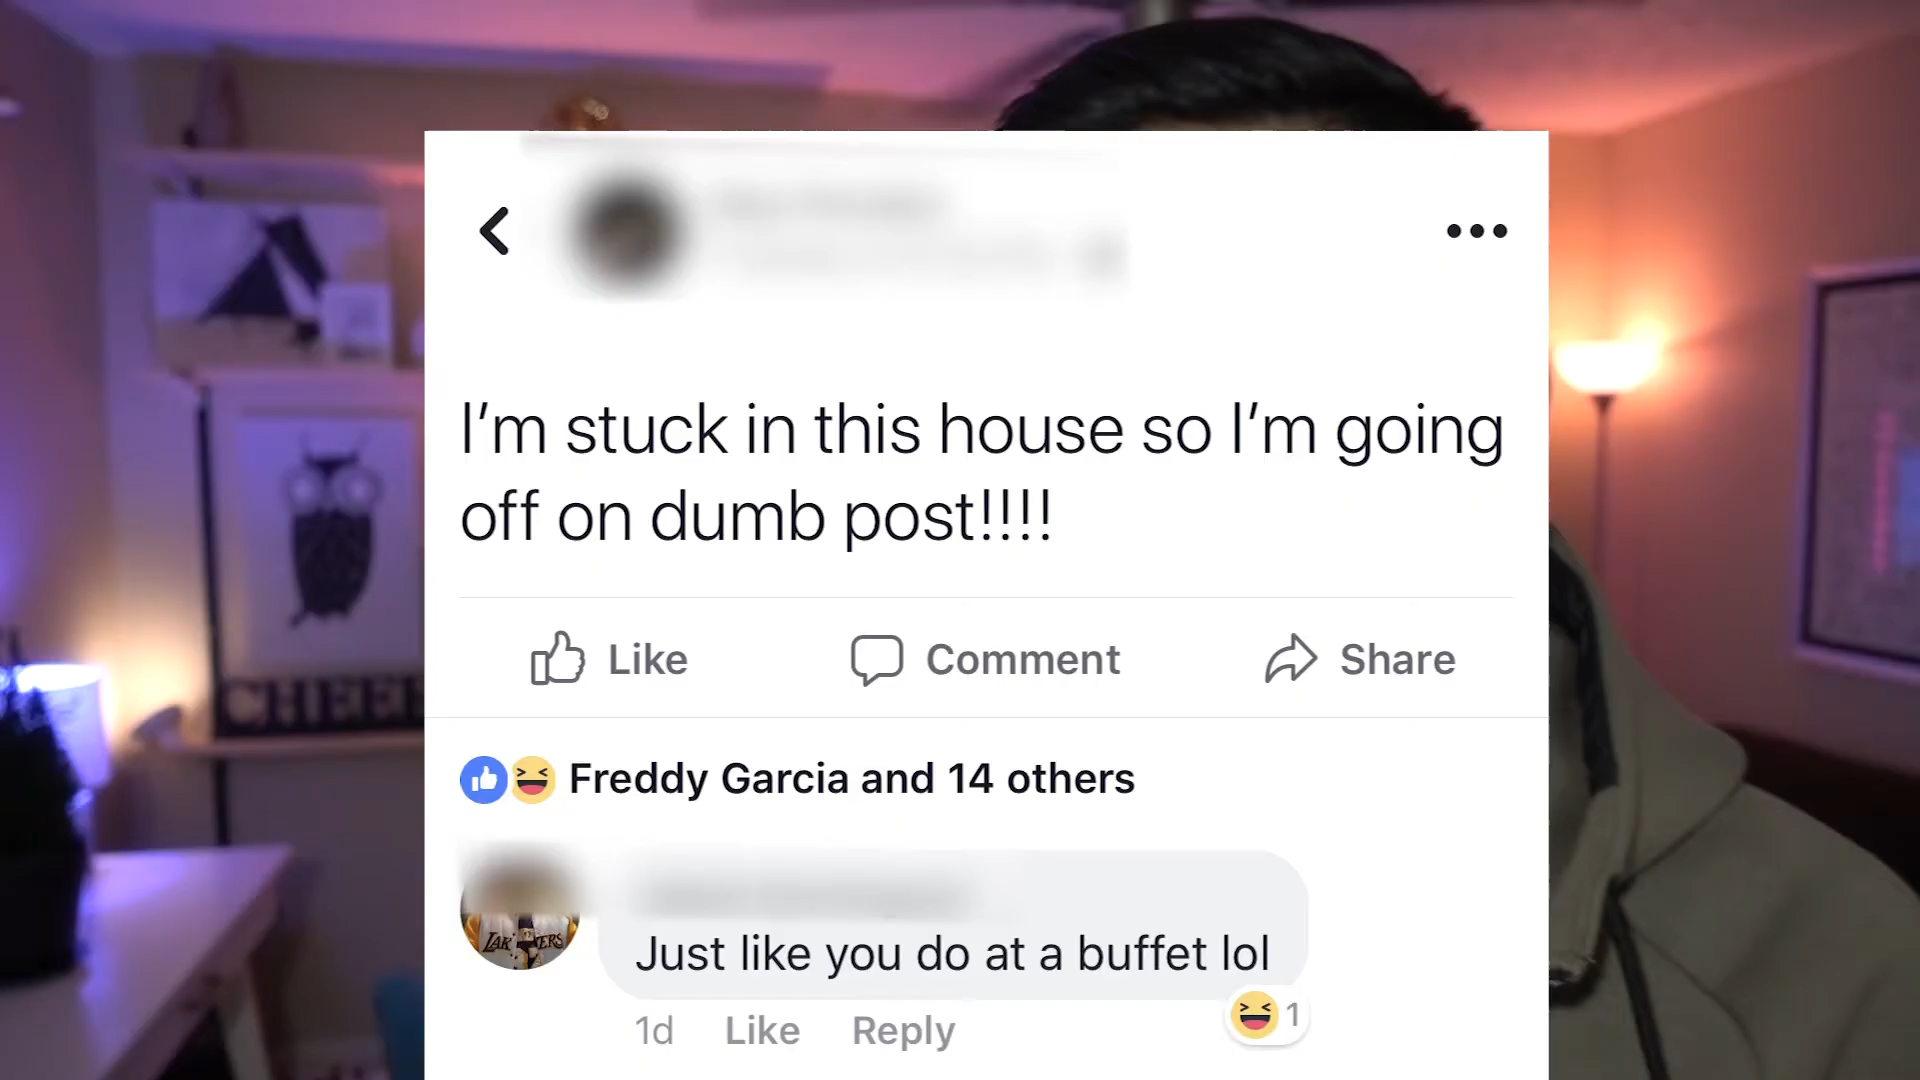 I'm stuck in this house so I'm going
off on dumb post!!!!
Like Comment Share
Freddy Garcia and 14 others
LAKERS
Just like you do at a buffet lol
1d Like Reply 1